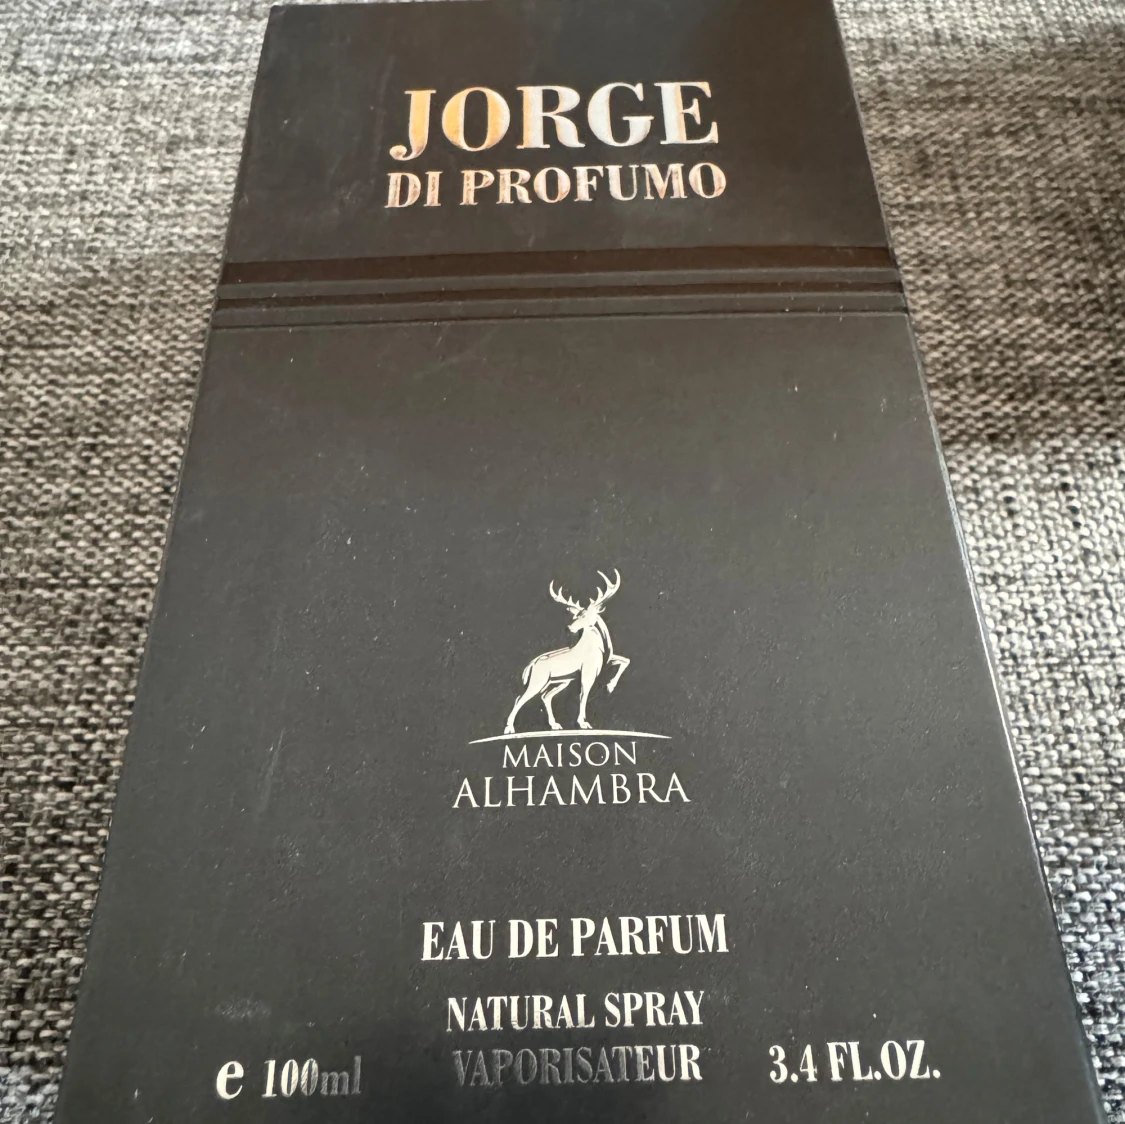 JORGE
DI PROFUMO
MAISON
ALHAMBRA
EAU DE PARFUM
NATURAL SPRAY
VAPORISATEUR
e 100ml
3.4 FL.OZ.